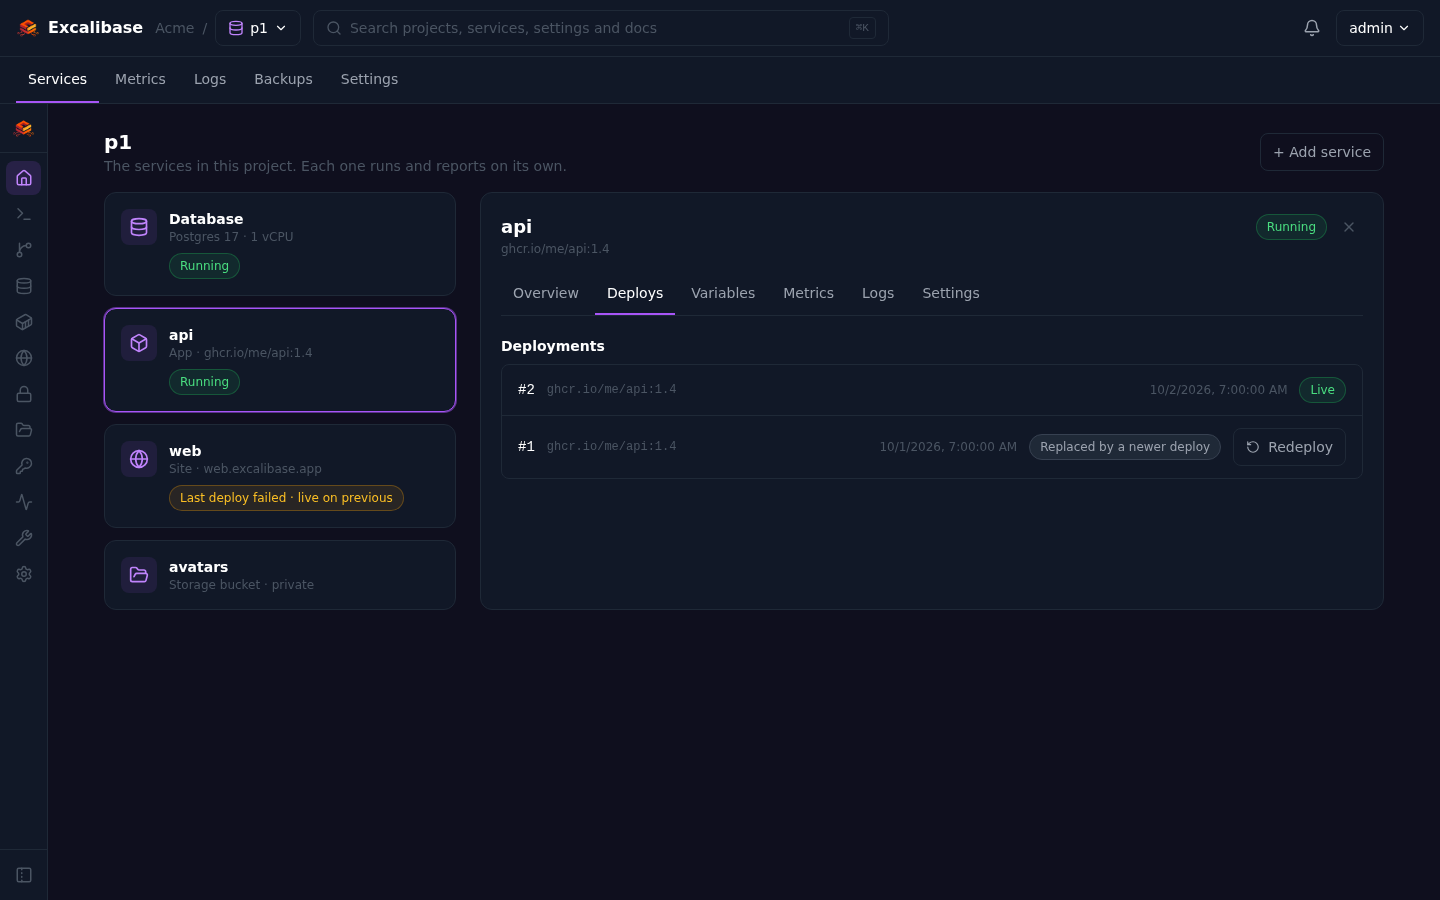 Excalibase Acme / p1 Search projects, services, settings and docs ⌘K admin
Services Metrics Logs Backups Settings
p1
The services in this project. Each one runs and reports on its own.
+ Add service
Database
Postgres 17 · 1 vCPU
Running
api
App · ghcr.io/me/api:1.4
Running
web
Site · web.excalibase.app
Last deploy failed · live on previous
avatars
Storage bucket · private
api
Running
ghcr.io/me/api:1.4
Overview Deploys Variables Metrics Logs Settings
Deployments
#2 ghcr.io/me/api:1.4 10/2/2026, 7:00:00 AM Live
#1 ghcr.io/me/api:1.4 10/1/2026, 7:00:00 AM Replaced by a newer deploy Redeploy